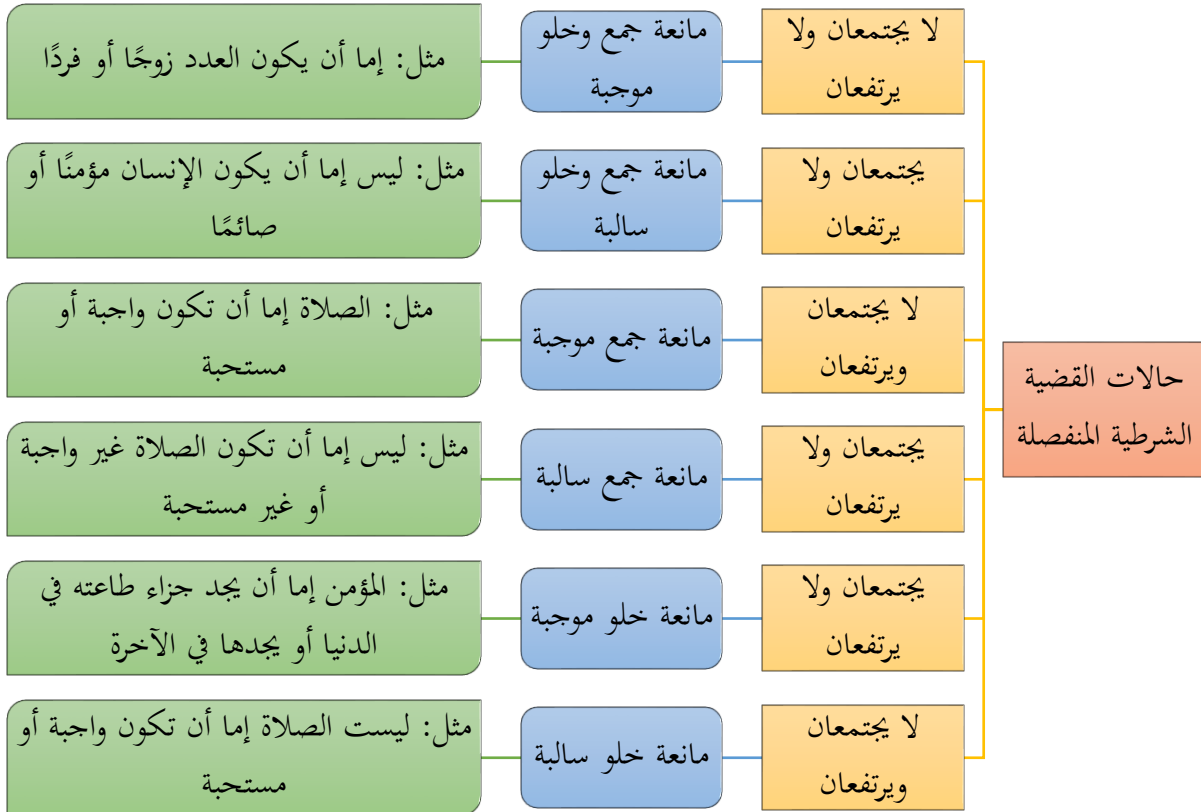 حالات القضية
الشرطية المنفصلة
لا يجتمعان ولا
يرتفعان
مانعة جمع وخلو
موجبة
مثل: إما أن يكون العدد زوجًا أو فردًا
يجتمعان ولا
يرتفعان
مانعة جمع وخلو
سالبة
مثل: ليس إما أن يكون الإنسان مؤمنًا أو
صائمًا
لا يجتمعان
ويرتفعان
مانعة جمع موجبة
مثل: الصلاة إما أن تكون واجبة أو
مستحبة
يجتمعان ولا
يرتفعان
مانعة جمع سالبة
مثل: ليس إما أن تكون الصلاة غير واجبة
أو غير مستحبة
يجتمعان ولا
يرتفعان
مانعة خلو موجبة
مثل: المؤمن إما أن يجد جزاء طاعته في
الدنيا أو يجدها في الآخرة
لا يجتمعان
ويرتفعان
مانعة خلو سالبة
مثل: ليست الصلاة إما أن تكون واجبة أو
مستحبة